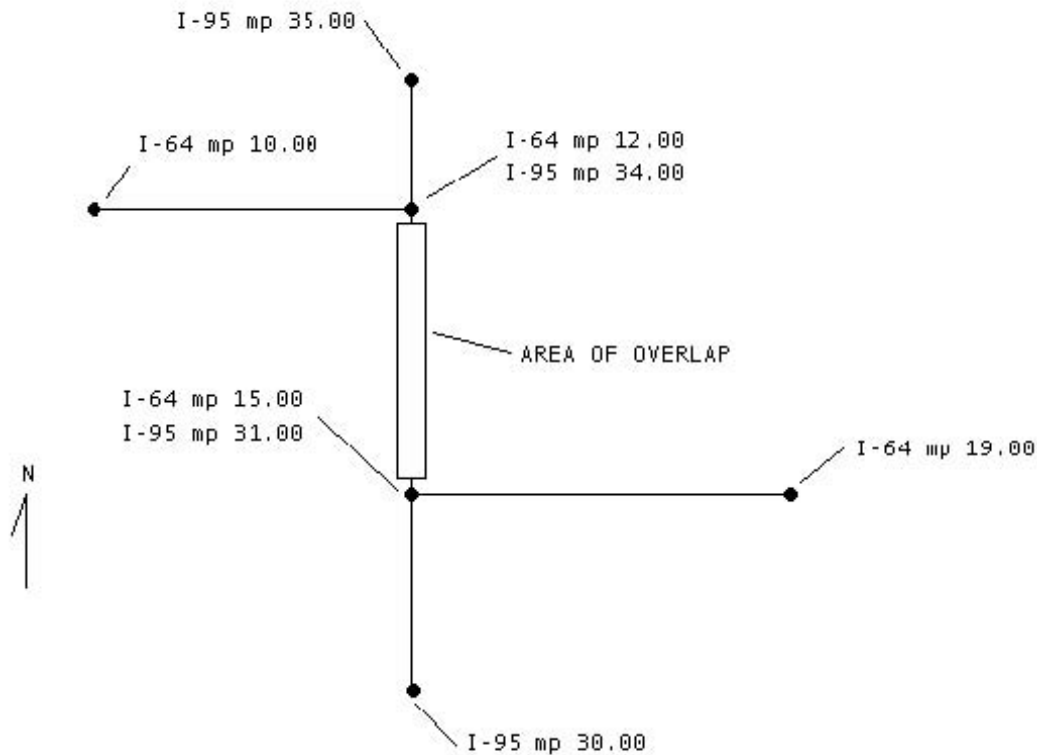 I-95 mp 35.00
I-64 mp 10.00
I-64 mp 12.00
I-95 mp 34.00
AREA OF OVERLAP
I-64 mp 15.00
I-95 mp 31.00
I-64 mp 19.00
N
I-95 mp 30.00